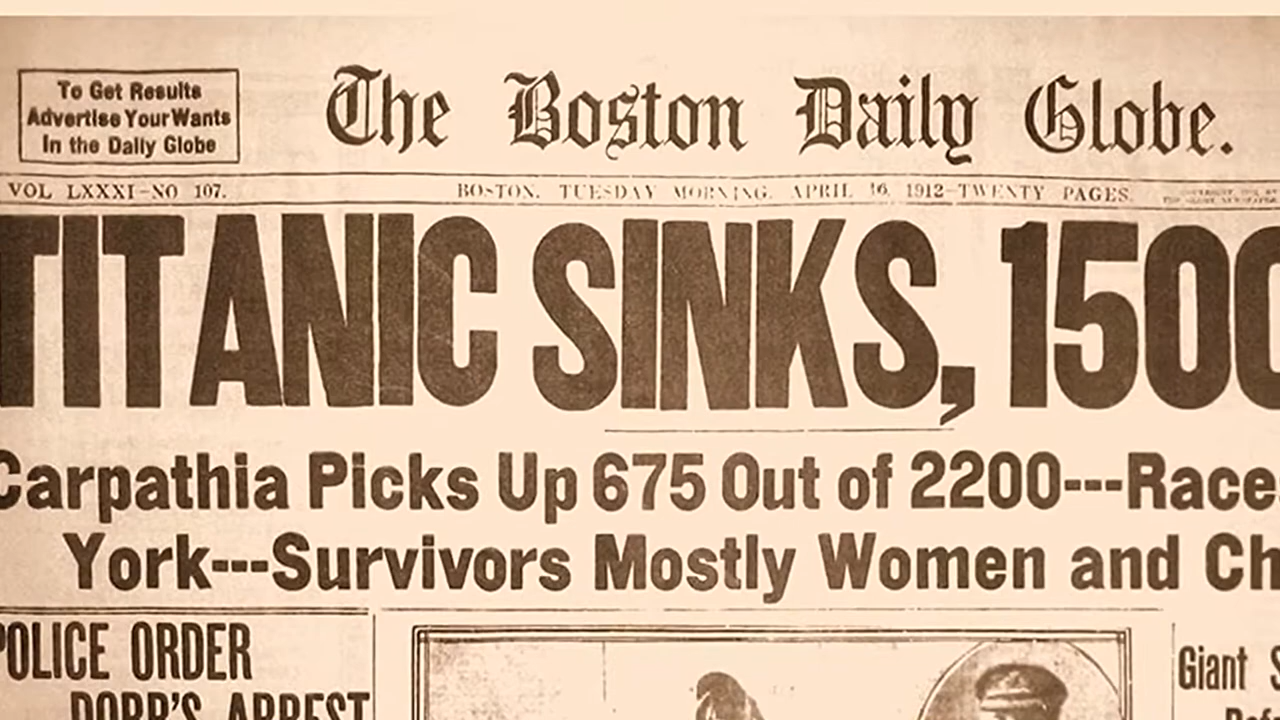 To Get Results
Advertise Your Wants
In the Daily Globe
The Boston Daily Globe.
VOL LXXXI-NO 107.
BOSTON, TUESDAY MORNING, APRIL 16, 1912-TWENTY PAGES.
TITANIC SINKS, 1500
Carpathia Picks Up 675 Out of 2200---Race
York---Survivors Mostly Women and Ch
POLICE ORDER
DORR'S ARREST
Giant S